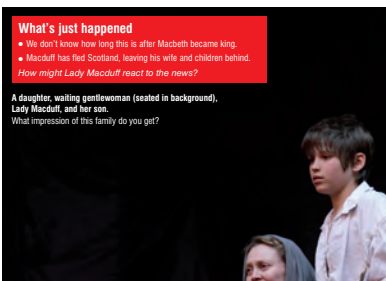 What's just happened
● We don't know how long this is after Macbeth became king.
● Macduff has fled Scotland, leaving his wife and children behind.
How might Lady Macduff react to the news?
A daughter, waiting gentlewoman (seated in background),
Lady Macduff, and her son.
What impression of this family do you get?